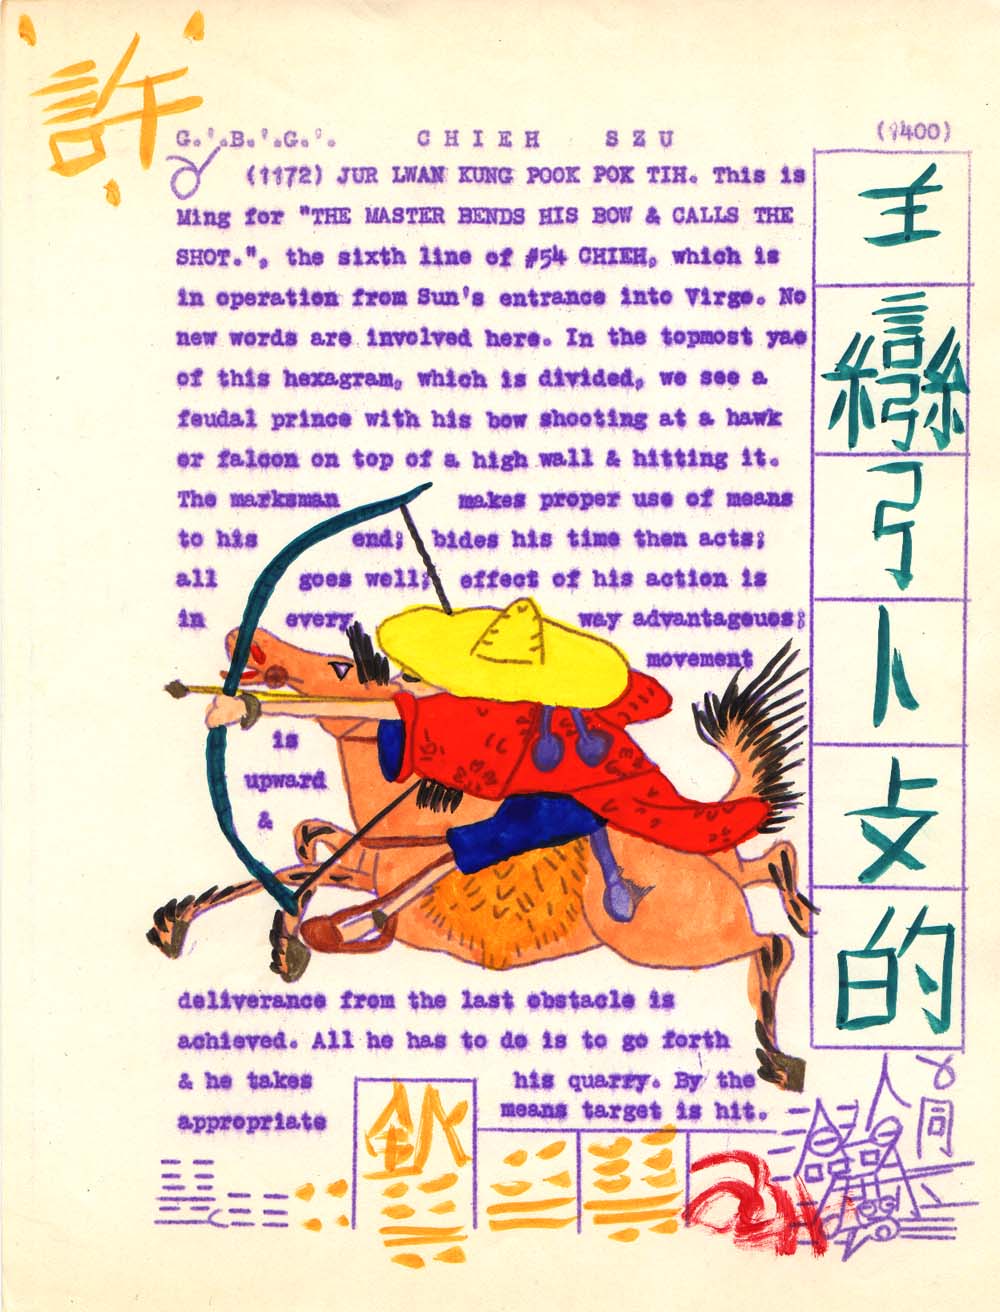 許
G.'.B.'.G.'. CHIEH SZU (1400)
(1172) JUR LWAN KUNG POOK POK TIH. This is
Ming for "THE MASTER BENDS HIS BOW & CALLS THE
SHOT.", the sixth line of #54 CHIEH, which is
in operation from Sun's entrance into Virgo. No
new words are involved here. In the topmost yao
of this hexagram, which is divided, we see a
feudal prince with his bow shooting at a hawk
or falcon on top of a high wall & hitting it.
The marksman makes proper use of means
to his end; bides his time then acts;
all goes well; effect of his action is
in every way advantageous;
movement
is
upward
&
deliverance from the last obstacle is
achieved. All he has to do is to go forth
& he takes his quarry. By the
appropriate means target is hit.
主
弓
卜
攴
的
同